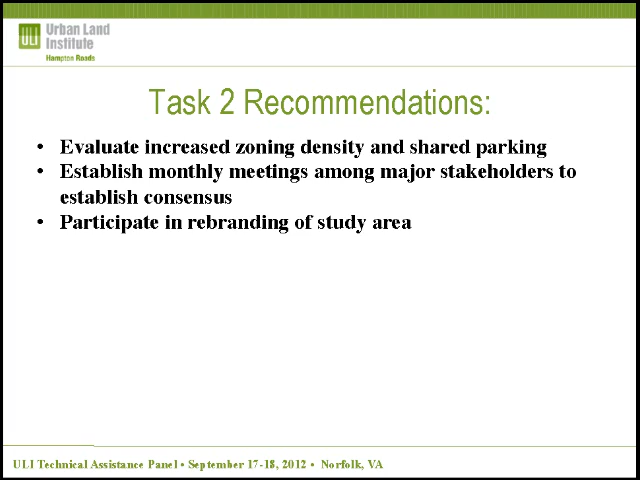 ULI Urban Land
Institute
Hampton Roads
Task 2 Recommendations:
• Evaluate increased zoning density and shared parking
• Establish monthly meetings among major stakeholders to
establish consensus
• Participate in rebranding of study area
ULI Technical Assistance Panel • September 17-18, 2012 • Norfolk, VA